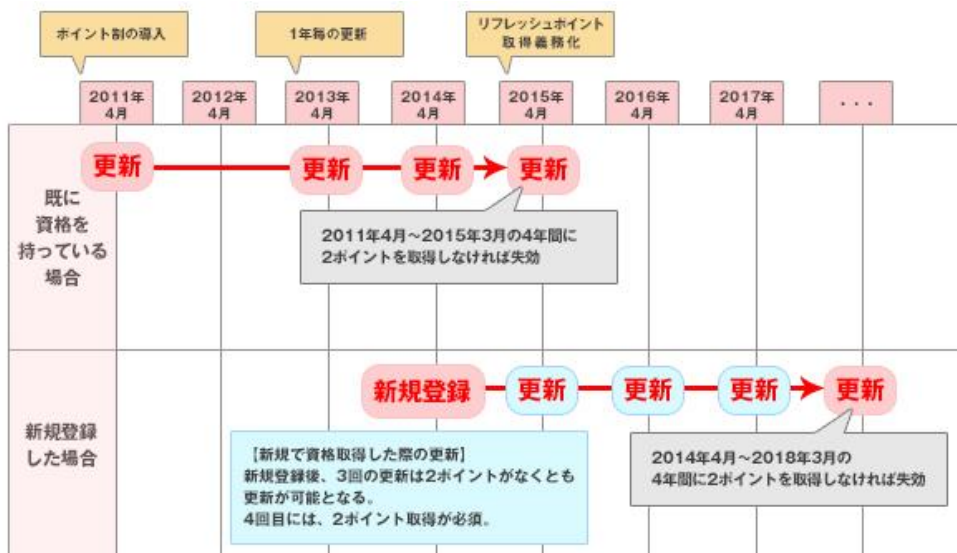 ポイント制の導入
1年毎の更新
リフレッシュポイント
取得義務化
2011年
4月
2012年
4月
2013年
4月
2014年
4月
2015年
4月
2016年
4月
2017年
4月
・・・
既に
資格を
持っている
場合
更新
更新
更新
更新
2011年4月～2015年3月の4年間に
2ポイントを取得しなければ失効
新規登録
した場合
新規登録
更新
更新
更新
更新
【新規で資格取得した際の更新】
新規登録後、3回の更新は2ポイントがなくとも
更新が可能となる。
4回目には、2ポイント取得が必須。
2014年4月～2018年3月の
4年間に2ポイントを取得しなければ失効